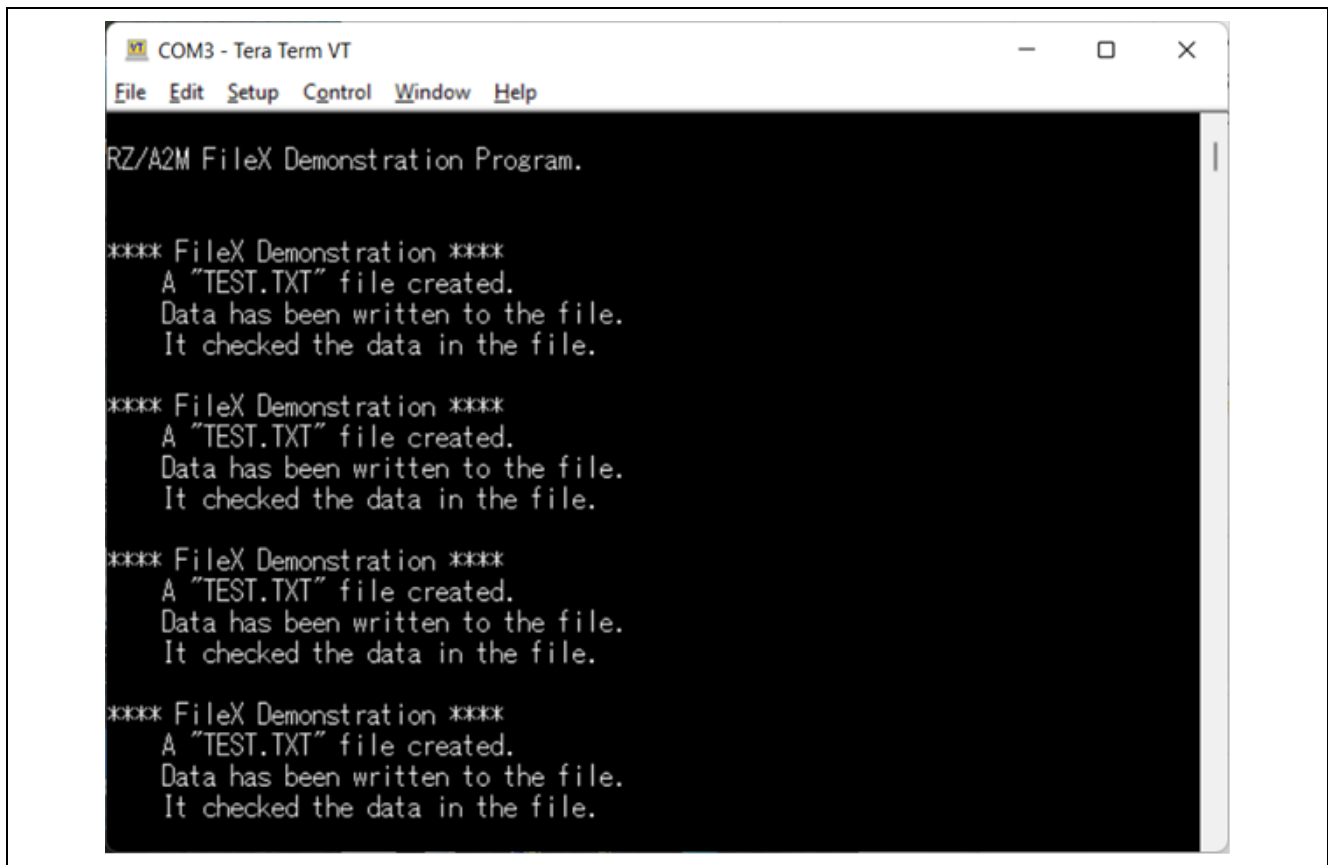 COM3 - Tera Term VT
File Edit Setup Control Window Help
RZ/A2M FileX Demonstration Program.
**** FileX Demonstration ****
A "TEST.TXT" file created.
Data has been written to the file.
It checked the data in the file.
**** FileX Demonstration ****
A "TEST.TXT" file created.
Data has been written to the file.
It checked the data in the file.
**** FileX Demonstration ****
A "TEST.TXT" file created.
Data has been written to the file.
It checked the data in the file.
**** FileX Demonstration ****
A "TEST.TXT" file created.
Data has been written to the file.
It checked the data in the file.